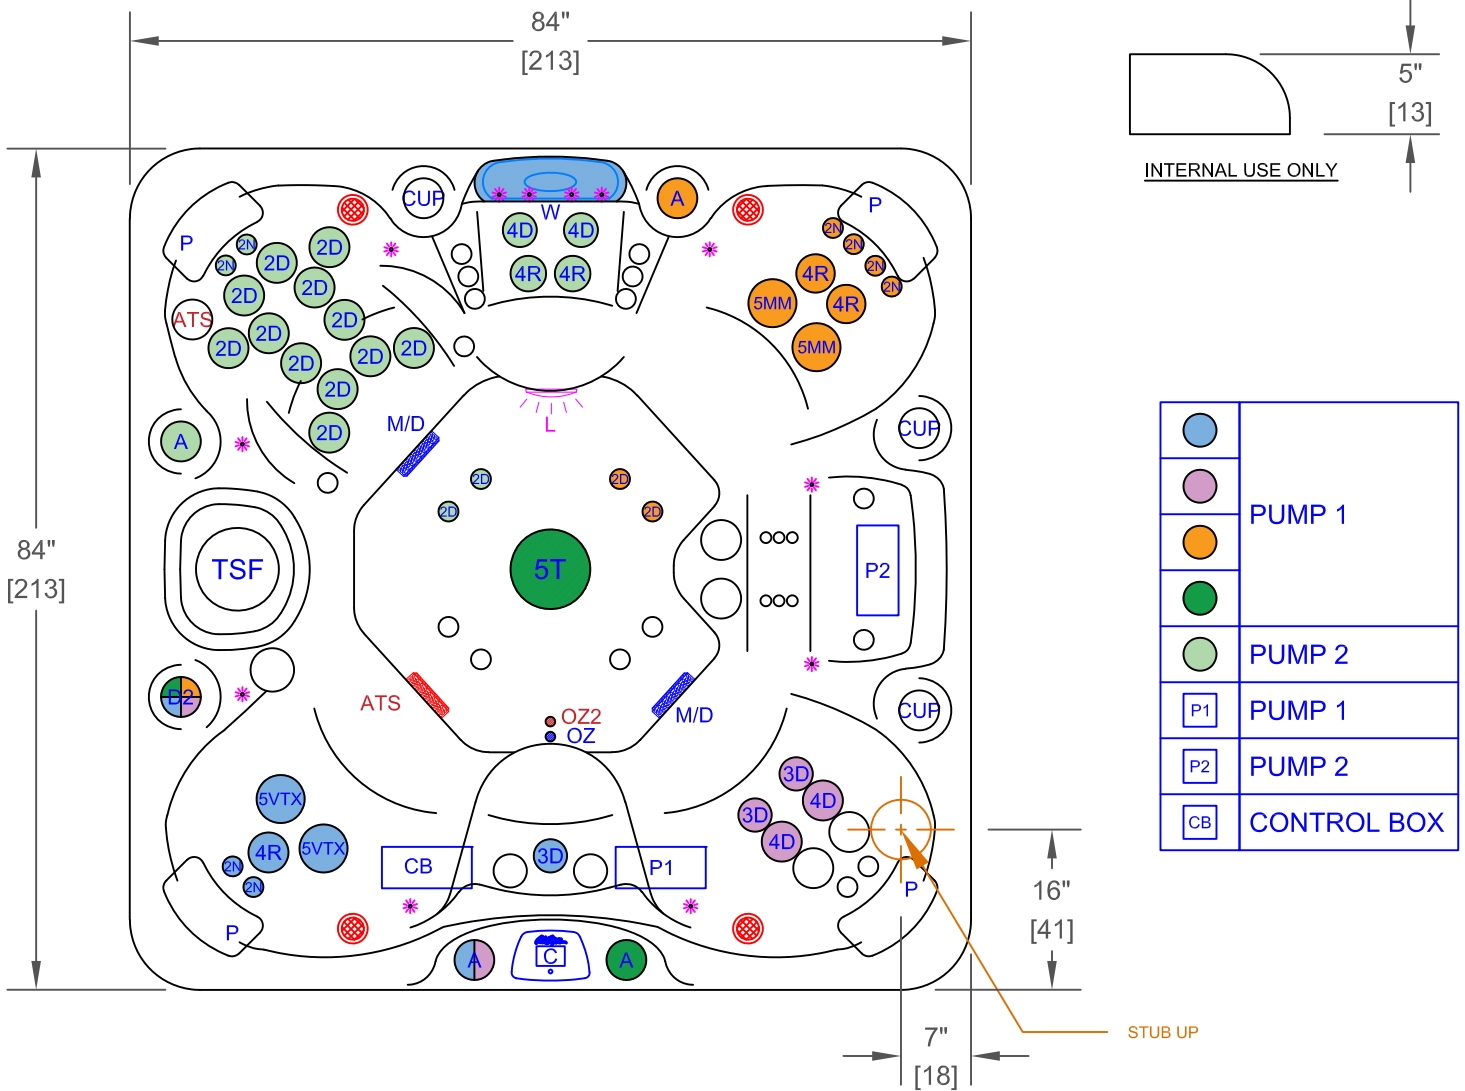 84"
[213]
5"
[13]
INTERNAL USE ONLY
CUP
A
W
4D
4D
4R
4R
P
2N
2N
2D
2D
2D
2D
2D
2D
2D
2D
2D
2D
2D
2D
ATS
P
2N
2N
2N
2N
4R
4R
5MM
5MM
M/D
L
A
CUP
2D
2D
2D
2D
84"
[213]
TSF
5T
P2
PUMP 1
PUMP 2
P1
PUMP 1
P2
PUMP 2
CB
CONTROL BOX
D2
ATS
M/D
OZ2
OZ
CUP
5VTX
5VTX
4R
2N
2N
P
CB
3D
P1
3D
4D
3D
4D
P
16"
[41]
A
C
A
STUB UP
7"
[18]